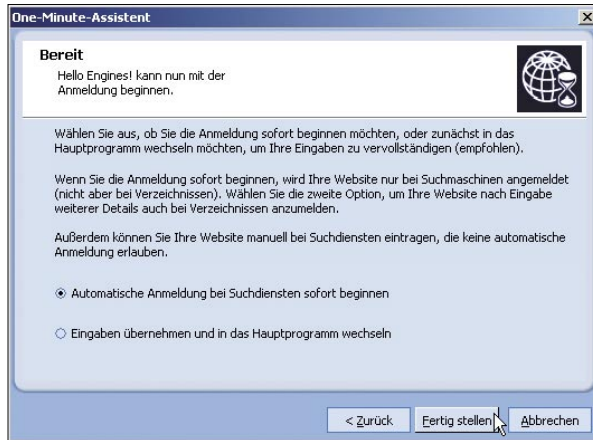 One-Minute-Assistent
Bereit
Hello Engines! kann nun mit der
Anmeldung beginnen.
Wählen Sie aus, ob Sie die Anmeldung sofort beginnen möchten, oder zunächst in das
Hauptprogramm wechseln möchten, um Ihre Eingaben zu vervollständigen (empfohlen).
Wenn Sie die Anmeldung sofort beginnen, wird Ihre Website nur bei Suchmaschinen angemeldet
(nicht aber bei Verzeichnissen). Wählen Sie die zweite Option, um Ihre Website nach Eingabe
weiterer Details auch bei Verzeichnissen anzumelden.
Außerdem können Sie Ihre Website manuell bei Suchdiensten eintragen, die keine automatische
Anmeldung erlauben.
Automatische Anmeldung bei Suchdiensten sofort beginnen
Eingaben übernehmen und in das Hauptprogramm wechseln
< Zurück Fertig stellen Abbrechen